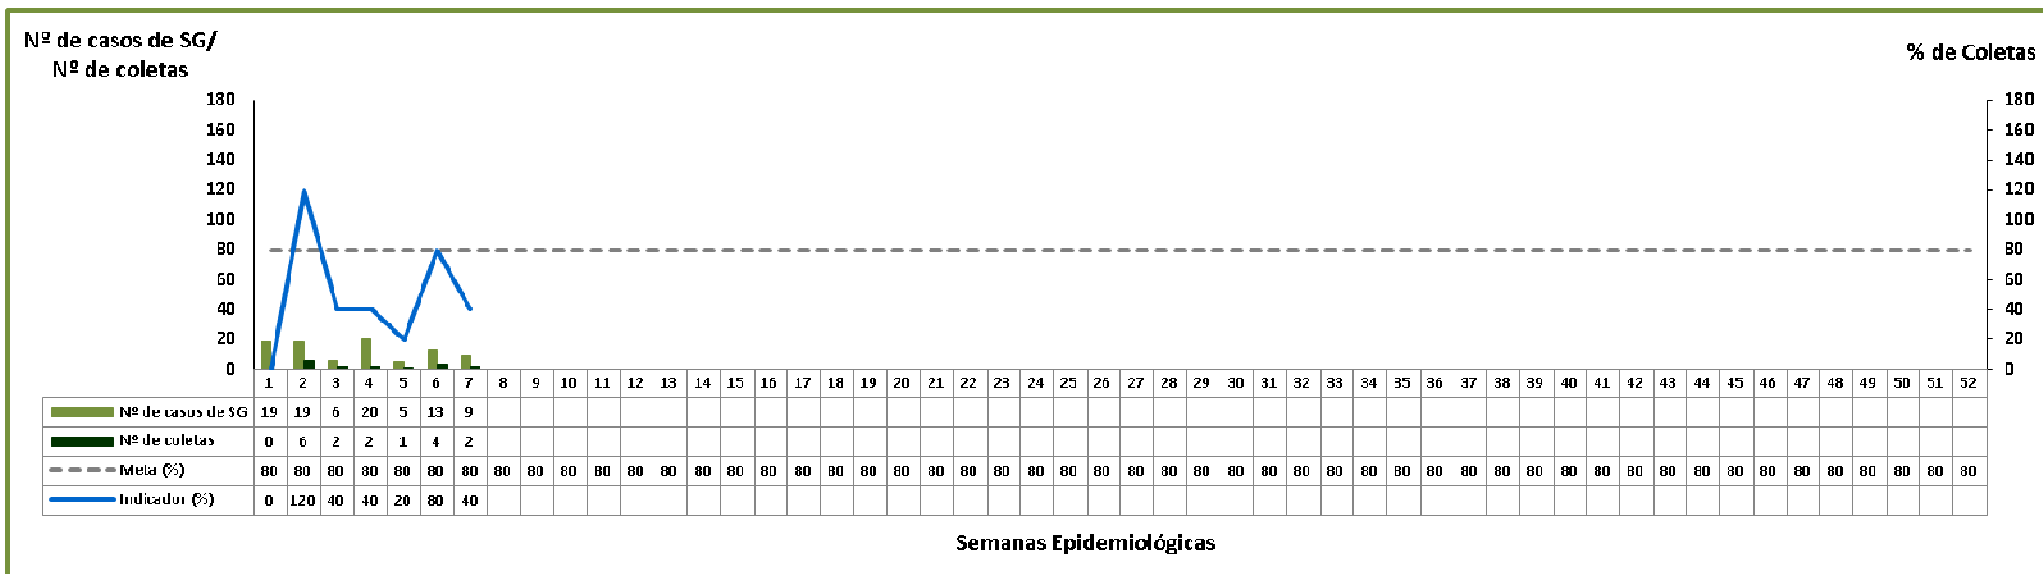 Nº de casos de SG/
Nº de coletas
% de Coletas
180 180
160 160
140 140
120 120
100 100
80 80
60 60
40 40
20 20
0 0
1 2 3 4 5 6 7 8 9 10 11 12 13 14 15 16 17 18 19 20 21 22 23 24 25 26 27 28 29 30 31 32 33 34 35 36 37 38 39 40 41 42 43 44 45 46 47 48 49 50 51 52
Nº de casos de SG 19 19 6 20 5 13 9
Nº de coletas 0 6 2 2 1 4 2
Meta (%) 80 80 80 80 80 80 80 80 80 80 80 80 80 80 80 80 80 80 80 80 80 80 80 80 80 80 80 80 80 80 80 80 80 80 80 80 80 80 80 80 80 80 80 80 80 80 80 80 80 80 80 80
Indicador (%) 0 120 40 40 20 80 40
Semanas Epidemiológicas